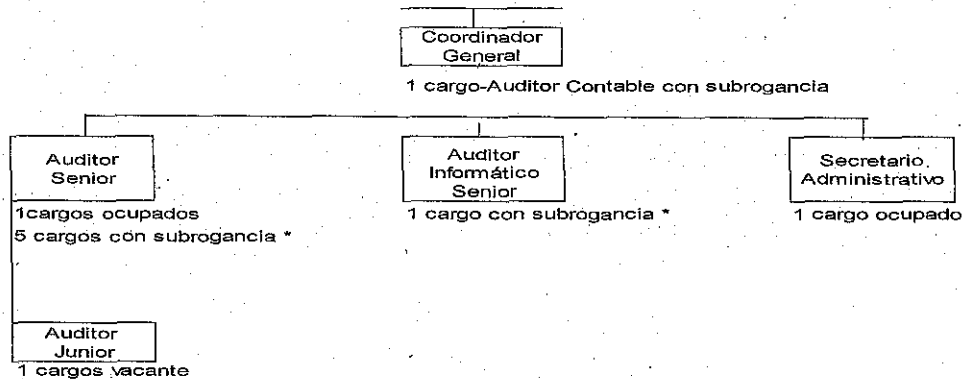 Coordinador
General
1 cargo-Auditor Contable con subrogancia
Auditor
Senior
1cargos ocupados
5 cargos con subrogancia *
Auditor
Informático
Senior
1 cargo con subrogancia *
Secretario
Administrativo
1 cargo ocupado
Auditor
Junior
1 cargos vacante